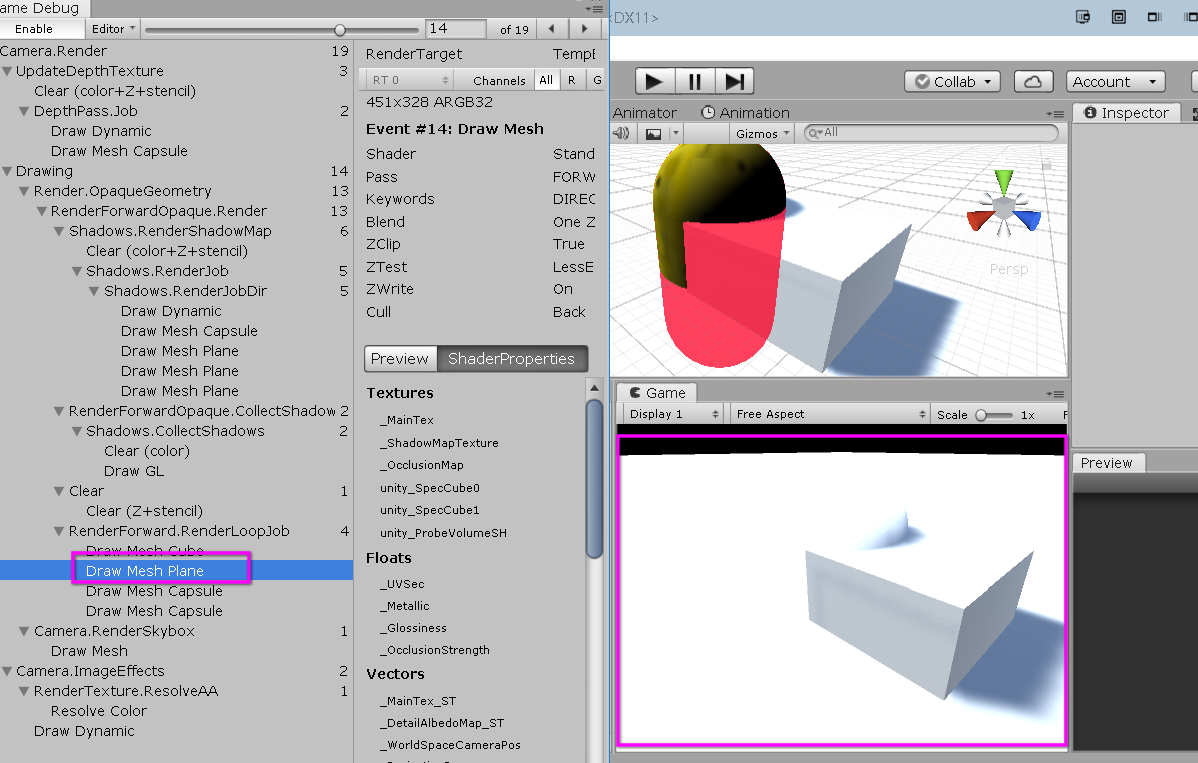 ame Debug
Enable
Editor
14
of 19
Camera.Render 19
UpdateDepthTexture 3
Clear (color+Z+stencil)
DepthPass.Job 2
Draw Dynamic
Draw Mesh Capsule
Drawing 14
Render.OpaqueGeometry 13
RenderForwardOpaque.Render 13
Shadows.RenderShadowMap
Clear (color+Z+stencil)
Shadows.RenderJob 5
Shadows.RenderJobDir 5
Draw Dynamic
Draw Mesh Capsule
Draw Mesh Plane
Draw Mesh Plane
Draw Mesh Plane
RenderForwardOpaque.CollectShadow 2
Shadows.CollectShadows 2
Clear (color)
Draw GL
Clear 1
Clear (Z+stencil)
RenderForward.RenderLoopJob 4
Draw Mesh Cube
Draw Mesh Plane
Draw Mesh Capsule
Draw Mesh Capsule
Camera.RenderSkybox 1
Draw Mesh
Camera.ImageEffects 2
RenderTexture.ResolveAA 1
Resolve Color
Draw Dynamic
RenderTarget Temp
RT 0 Channels All R G
451x328 ARGB32
Event #14: Draw Mesh
Shader Stand
Pass FORW
Keywords DIREC
Blend One Z
ZClip True
ZTest LessE
ZWrite On
Cull Back
Preview ShaderProperties
Textures
_MainTex
_ShadowMapTexture
_OcclusionMap
unity_SpecCube0
unity_SpecCube1
unity_ProbeVolumeSH
Floats
_UVSec
_Metallic
_Glossiness
_OcclusionStrength
Vectors
_MainTex_ST
_DetailAlbedoMap_ST
_WorldSpaceCameraPos
<DX11>
Collab
Account
Animator
Animation
Gizmos
All
Persp
Game
Display 1
Free Aspect
Scale
1x
Inspector
Preview